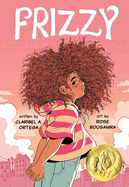 FRIZZY
written by
CLARIBEL A.
ORTEGA
art by
ROSE
BOUSAMRA